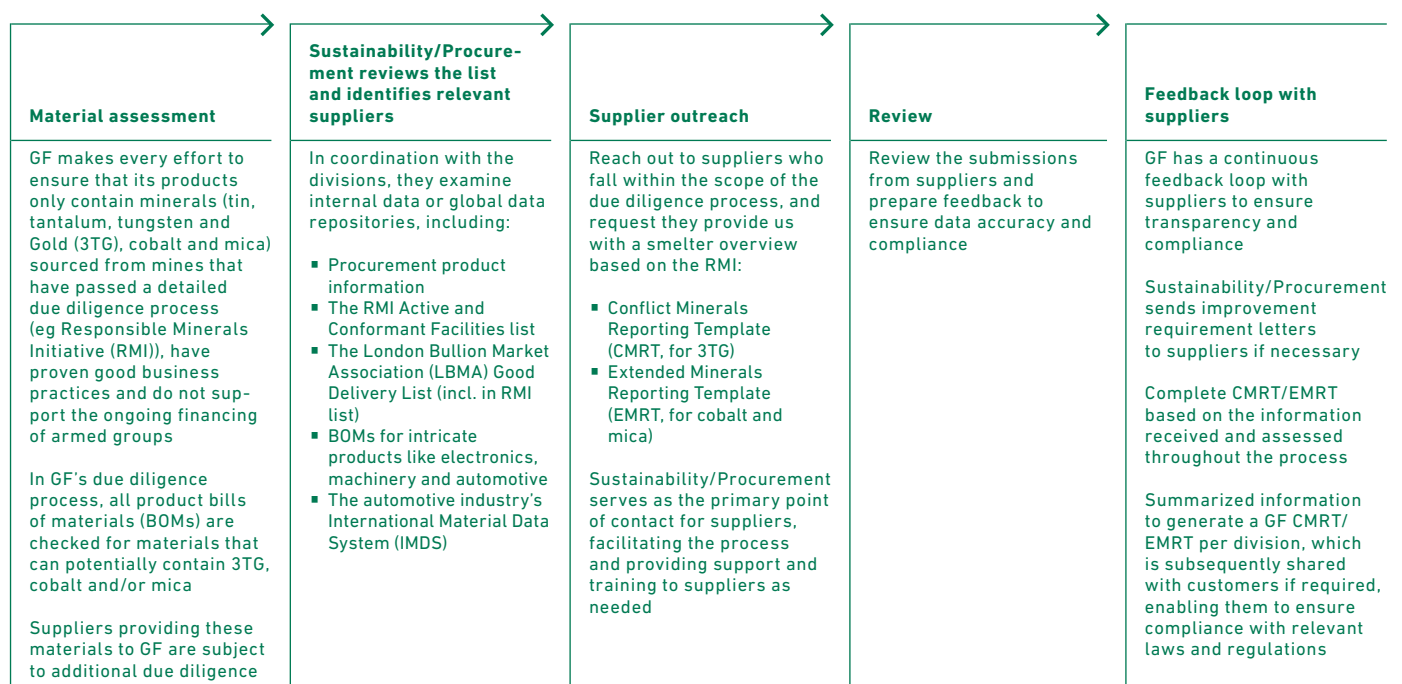 Material assessment
GF makes every effort to
ensure that its products
only contain minerals (tin,
tantalum, tungsten and
Gold (3TG), cobalt and mica)
sourced from mines that
have passed a detailed
due diligence process
(eg Responsible Minerals
Initiative (RMI)), have
proven good business
practices and do not sup-
port the ongoing financing
of armed groups
In GF's due diligence
process, all product bills
of materials (BOMs) are
checked for materials that
can potentially contain 3TG,
cobalt and/or mica
Suppliers providing these
materials to GF are subject
to additional due diligence
Sustainability/Procure-
ment reviews the list
and identifies relevant
suppliers
In coordination with the
divisions, they examine
internal data or global data
repositories, including:
▪ Procurement product
information
▪ The RMI Active and
Conformant Facilities list
▪ The London Bullion Market
Association (LBMA) Good
Delivery List (incl. in RMI
list)
▪ BOMs for intricate
products like electronics,
machinery and automotive
▪ The automotive industry's
International Material Data
System (IMDS)
Supplier outreach
Reach out to suppliers who
fall within the scope of the
due diligence process, and
request they provide us
with a smelter overview
based on the RMI:
▪ Conflict Minerals
Reporting Template
(CMRT, for 3TG)
▪ Extended Minerals
Reporting Template
(EMRT, for cobalt and
mica)
Sustainability/Procurement
serves as the primary point
of contact for suppliers,
facilitating the process
and providing support and
training to suppliers as
needed
Review
Review the submissions
from suppliers and
prepare feedback to
ensure data accuracy and
compliance
Feedback loop with
suppliers
GF has a continuous
feedback loop with
suppliers to ensure
transparency and
compliance
Sustainability/Procurement
sends improvement
requirement letters
to suppliers if necessary
Complete CMRT/EMRT
based on the information
received and assessed
throughout the process
Summarized information
to generate a GF CMRT/
EMRT per division, which
is subsequently shared
with customers if required,
enabling them to ensure
compliance with relevant
laws and regulations